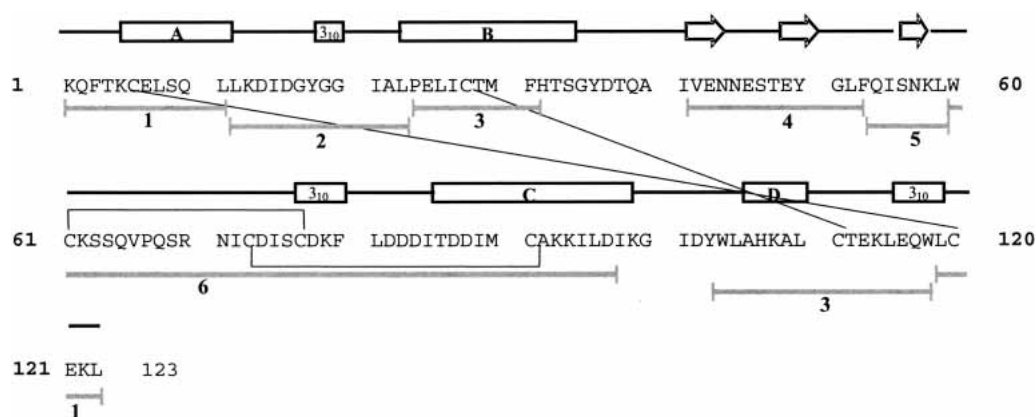 A 3₁₀ B
1 KQFTKCELSQ LLKDIDGYGG IALPELICTM FHTSGYDTQA IVENNESTEY GLFQISNKLW 60
1 2 3 4 5
3₁₀ C D 3₁₀
61 CKSSQVPQSR NICDISCDKF LDDDITDDIM CAKKILDIKG IDYWLAHKAL CTEKLEQWLC 120
6 3
121 EKL 123
1